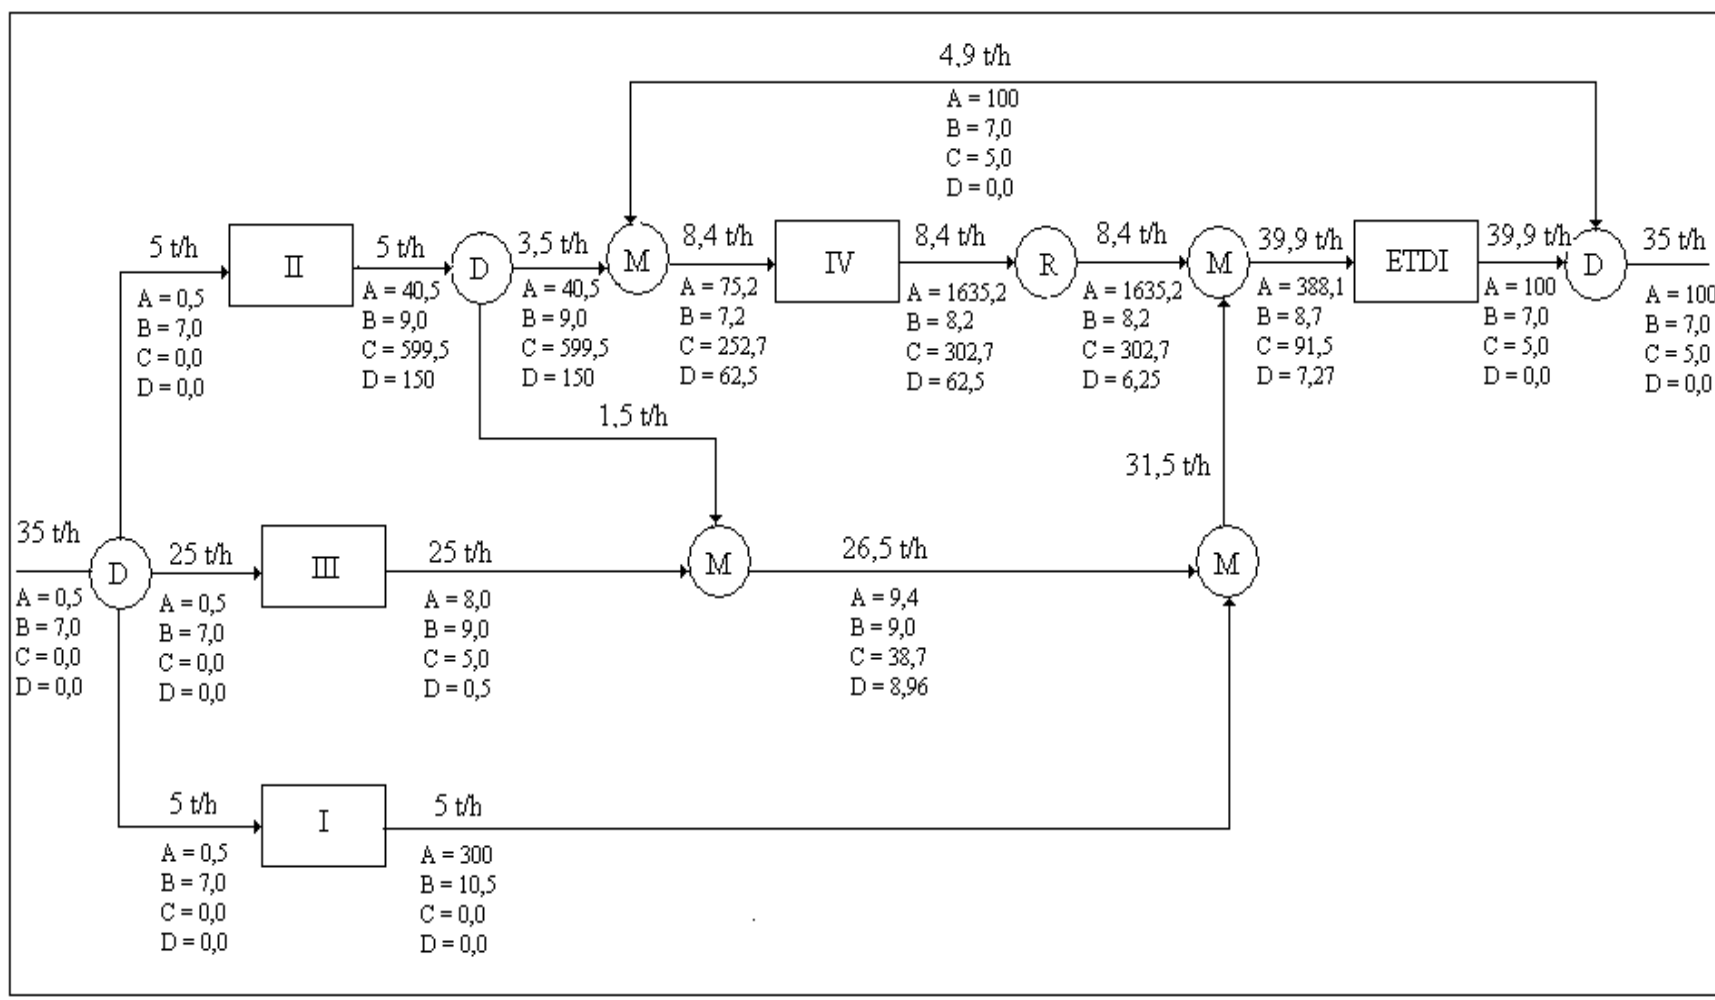 4,9 t/h
A = 100
B = 7,0
C = 5,0
D = 0,0
5 t/h
A = 0,5
B = 7,0
C = 0,0
D = 0,0
II
5 t/h
A = 40,5
B = 9,0
C = 599,5
D = 150
D
3,5 t/h
A = 40,5
B = 9,0
C = 599,5
D = 150
M
8,4 t/h
A = 75,2
B = 7,2
C = 252,7
D = 62,5
IV
8,4 t/h
A = 1635,2
B = 8,2
C = 302,7
D = 62,5
R
8,4 t/h
A = 1635,2
B = 8,2
C = 302,7
D = 6,25
M
39,9 t/h
A = 388,1
B = 8,7
C = 91,5
D = 7,27
ETDI
39,9 t/h
A = 100
B = 7,0
C = 5,0
D = 0,0
D
35 t/h
A = 100
B = 7,0
C = 5,0
D = 0,0
1,5 t/h
31,5 t/h
35 t/h
A = 0,5
B = 7,0
C = 0,0
D = 0,0
D
25 t/h
A = 0,5
B = 7,0
C = 0,0
D = 0,0
III
25 t/h
A = 8,0
B = 9,0
C = 5,0
D = 0,5
M
26,5 t/h
A = 9,4
B = 9,0
C = 38,7
D = 8,96
M
5 t/h
A = 0,5
B = 7,0
C = 0,0
D = 0,0
I
5 t/h
A = 300
B = 10,5
C = 0,0
D = 0,0